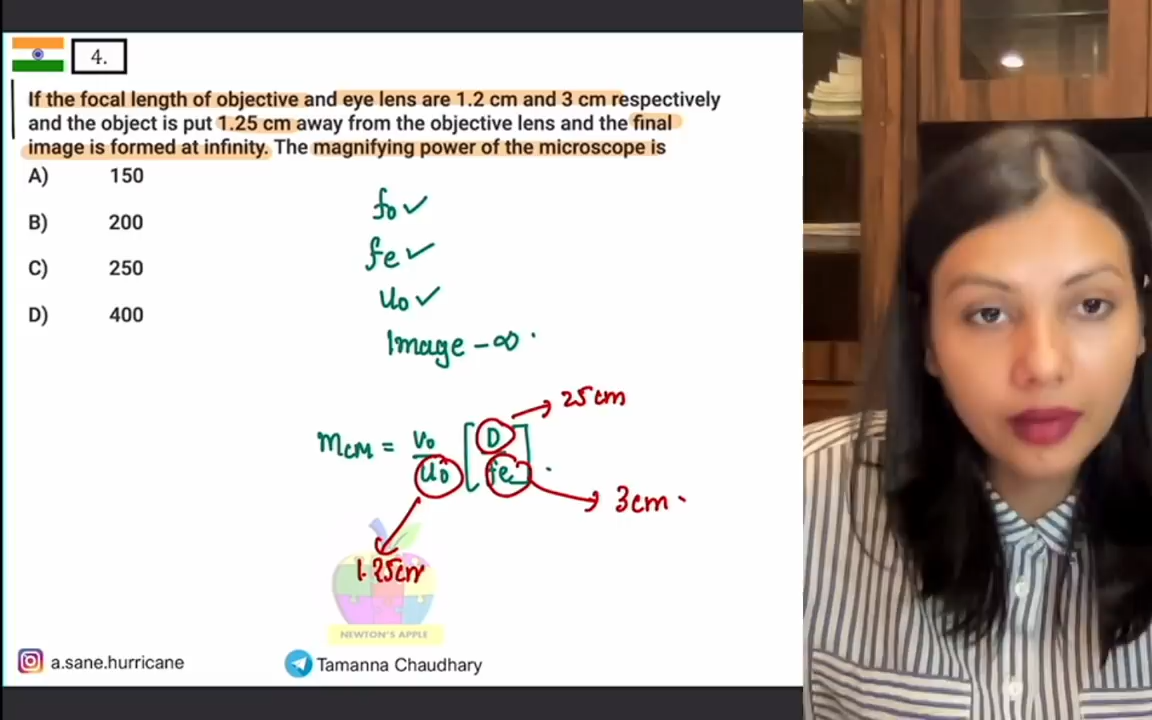 4.
If the focal length of objective and eye lens are 1.2 cm and 3 cm respectively
and the object is put 1.25 cm away from the objective lens and the final
image is formed at infinity. The magnifying power of the microscope is
A) 150
B) 200
C) 250
D) 400
fo ✓
fe ✓
uo ✓
Image - ∞
25 cm
mCM = vo/uo [D/fe]
3 cm
1.25cm
NEWTON'S APPLE
a.sane.hurricane
Tamanna Chaudhary